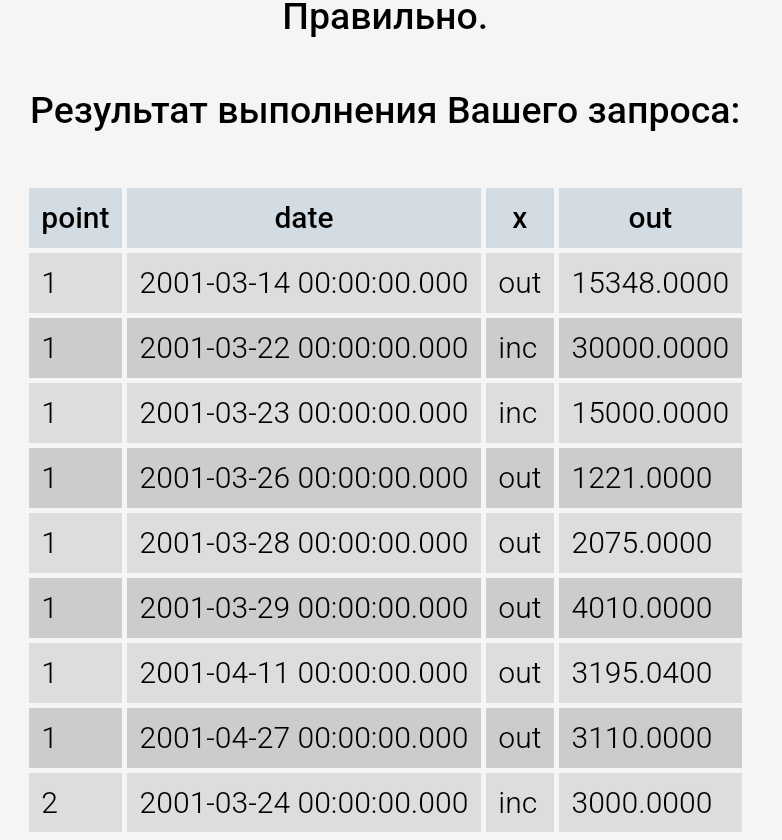 Правильно.
Результат выполнения Вашего запроса:
point date x out
1 2001-03-14 00:00:00.000 out 15348.0000
1 2001-03-22 00:00:00.000 inc 30000.0000
1 2001-03-23 00:00:00.000 inc 15000.0000
1 2001-03-26 00:00:00.000 out 1221.0000
1 2001-03-28 00:00:00.000 out 2075.0000
1 2001-03-29 00:00:00.000 out 4010.0000
1 2001-04-11 00:00:00.000 out 3195.0400
1 2001-04-27 00:00:00.000 out 3110.0000
2 2001-03-24 00:00:00.000 inc 3000.0000